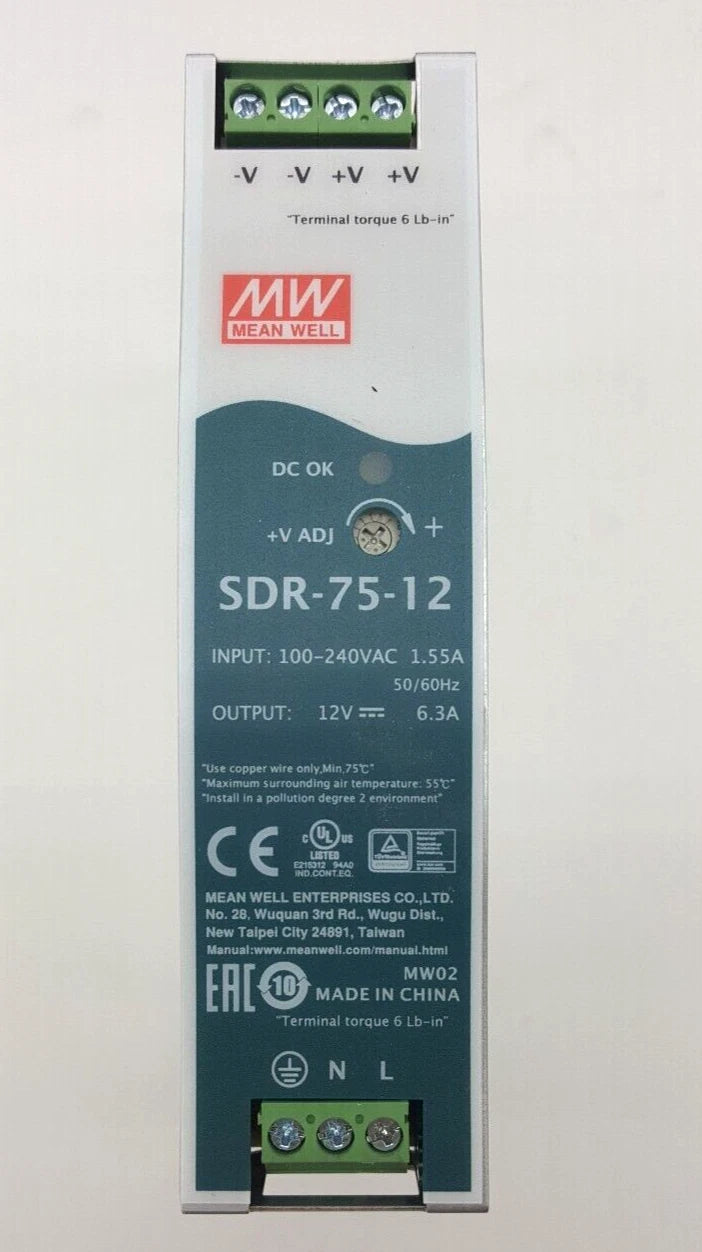 -V -V +V +V
"Terminal torque 6 Lb-in"
MW
MEAN WELL
DC OK
+V ADJ +
SDR-75-12
INPUT: 100-240VAC 1.55A
50/60Hz
OUTPUT: 12V⎓ 6.3A
"Use copper wire only,Min,75℃"
"Maximum surrounding air temperature: 55℃"
"Install in a pollution degree 2 environment"
CE
C UL US
LISTED
E215312 94A0
IND.CONT.EQ.
MEAN WELL ENTERPRISES CO.,LTD.
No. 28, Wuquan 3rd Rd., Wugu Dist.,
New Taipei City 24891, Taiwan
Manual:www.meanwell.com/manual.html
EAC 10
MW02
MADE IN CHINA
"Terminal torque 6 Lb-in"
N L